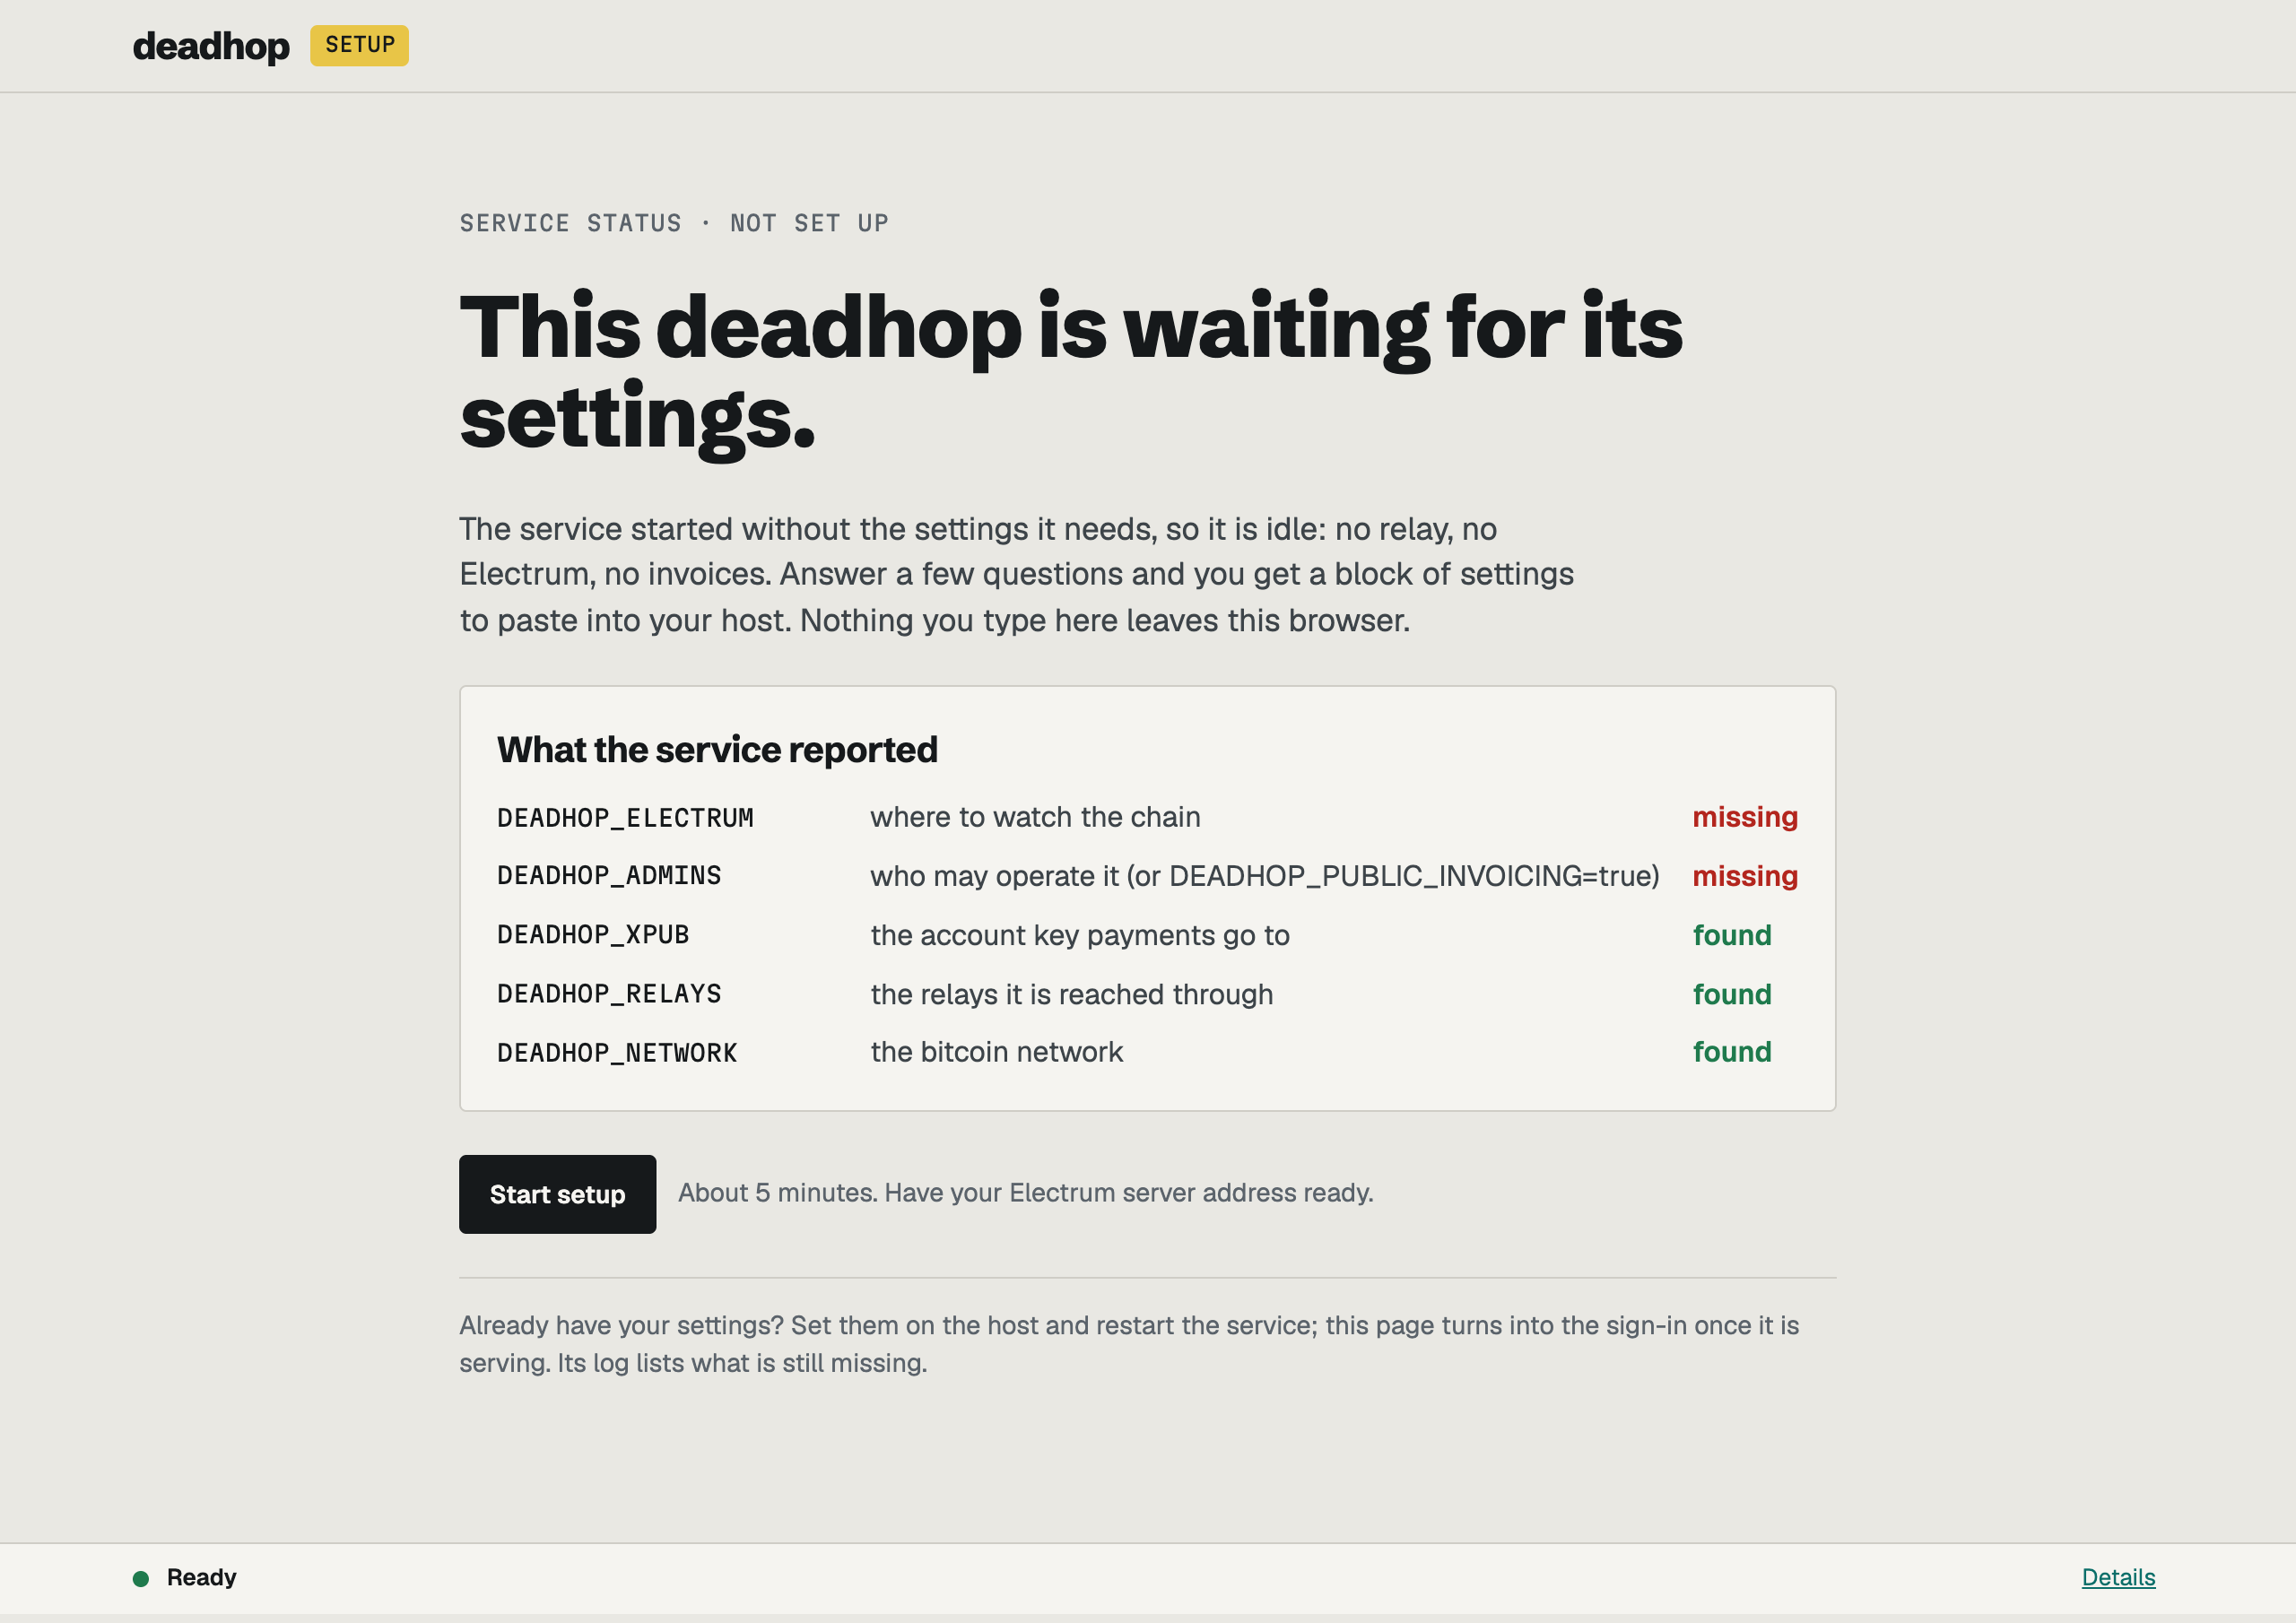 deadhop SETUP
SERVICE STATUS · NOT SET UP
This deadhop is waiting for its
settings.
The service started without the settings it needs, so it is idle: no relay, no
Electrum, no invoices. Answer a few questions and you get a block of settings
to paste into your host. Nothing you type here leaves this browser.
What the service reported
DEADHOP_ELECTRUM where to watch the chain missing
DEADHOP_ADMINS who may operate it (or DEADHOP_PUBLIC_INVOICING=true) missing
DEADHOP_XPUB the account key payments go to found
DEADHOP_RELAYS the relays it is reached through found
DEADHOP_NETWORK the bitcoin network found
Start setup About 5 minutes. Have your Electrum server address ready.
Already have your settings? Set them on the host and restart the service; this page turns into the sign-in once it is
serving. Its log lists what is still missing.
Ready Details